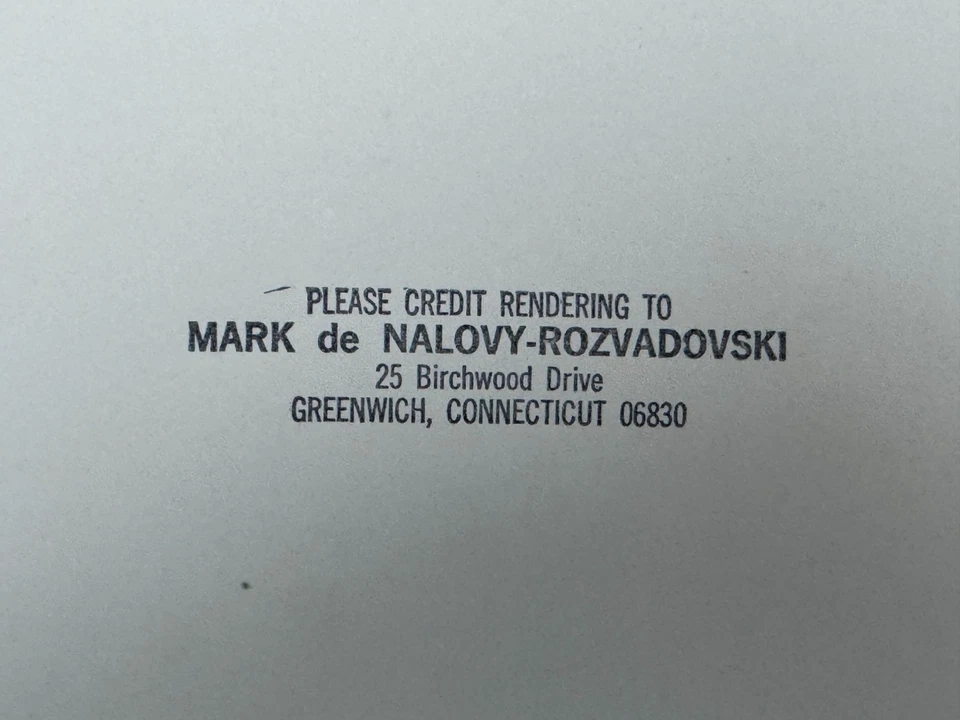 PLEASE CREDIT RENDERING TO
MARK de NALOVY-ROZVADOVSKI
25 Birchwood Drive
GREENWICH, CONNECTICUT 06830